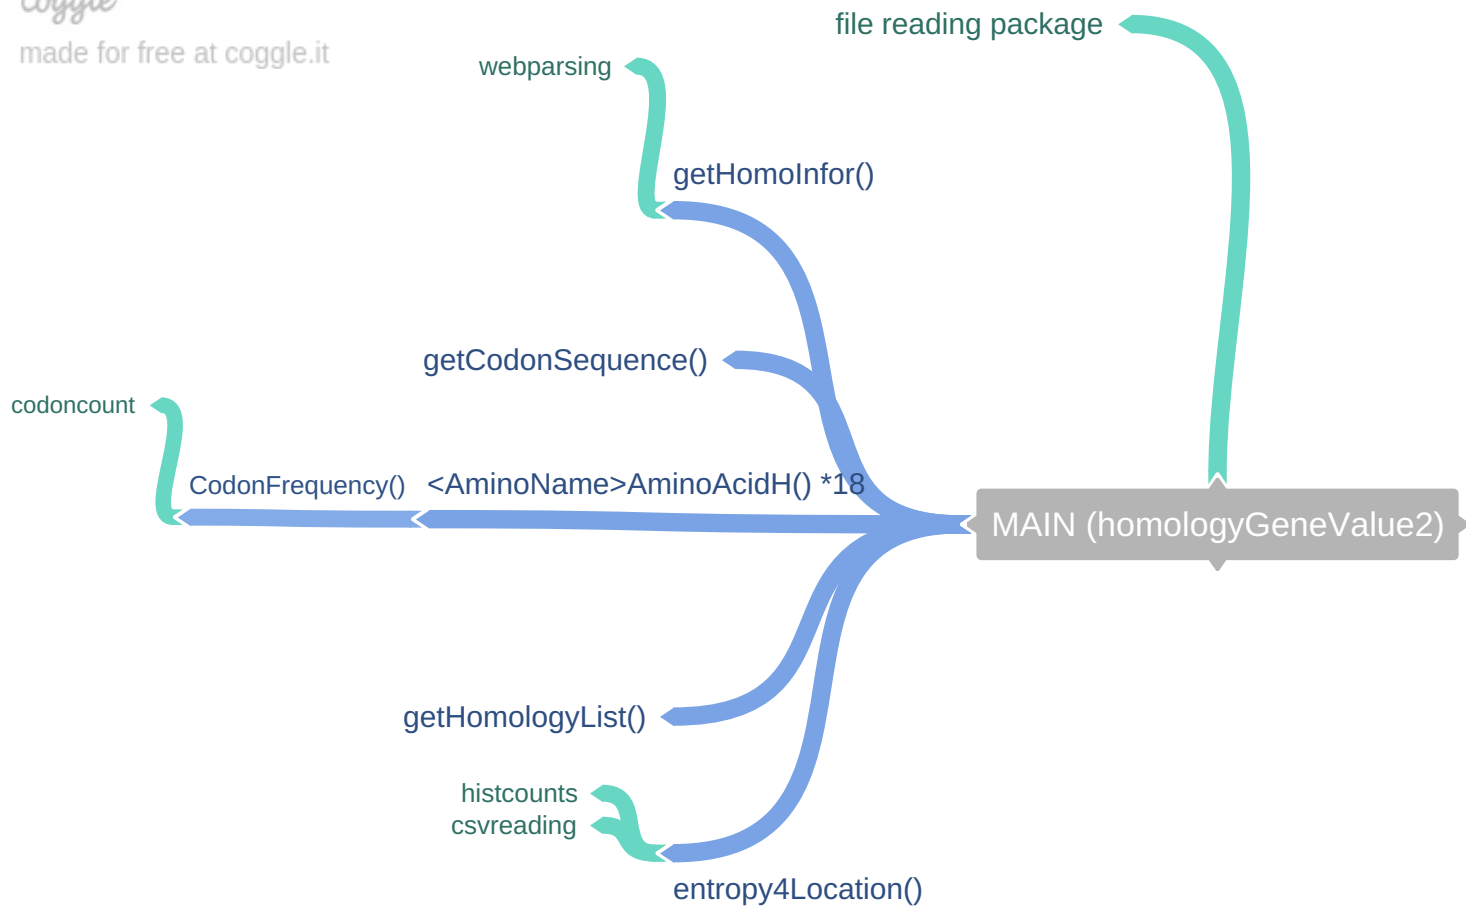 coggle
made for free at coggle.it
file reading package
webparsing
getHomoInfor()
getCodonSequence()
codoncount
CodonFrequency()
<AminoName>AminoAcidH() *18
MAIN (homologyGeneValue2)
getHomologyList()
histcounts
csvreading
entropy4Location()